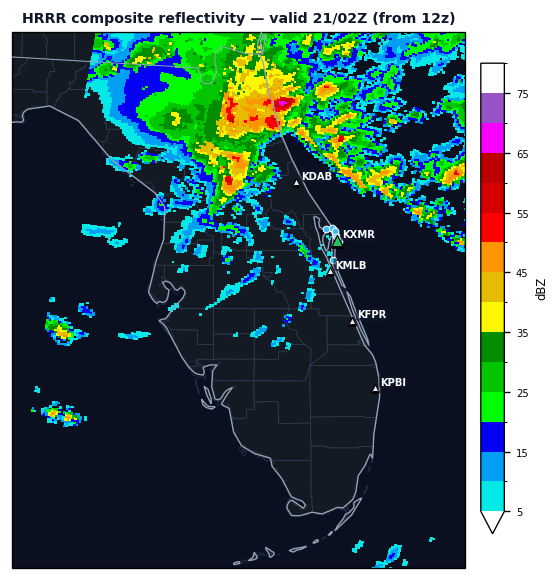 HRRR composite reflectivity — valid 21/02Z (from 12z)
KDAB
KXMR
KMLB
KFPR
KPBI
75
65
55
45
35
25
15
5
dBZ